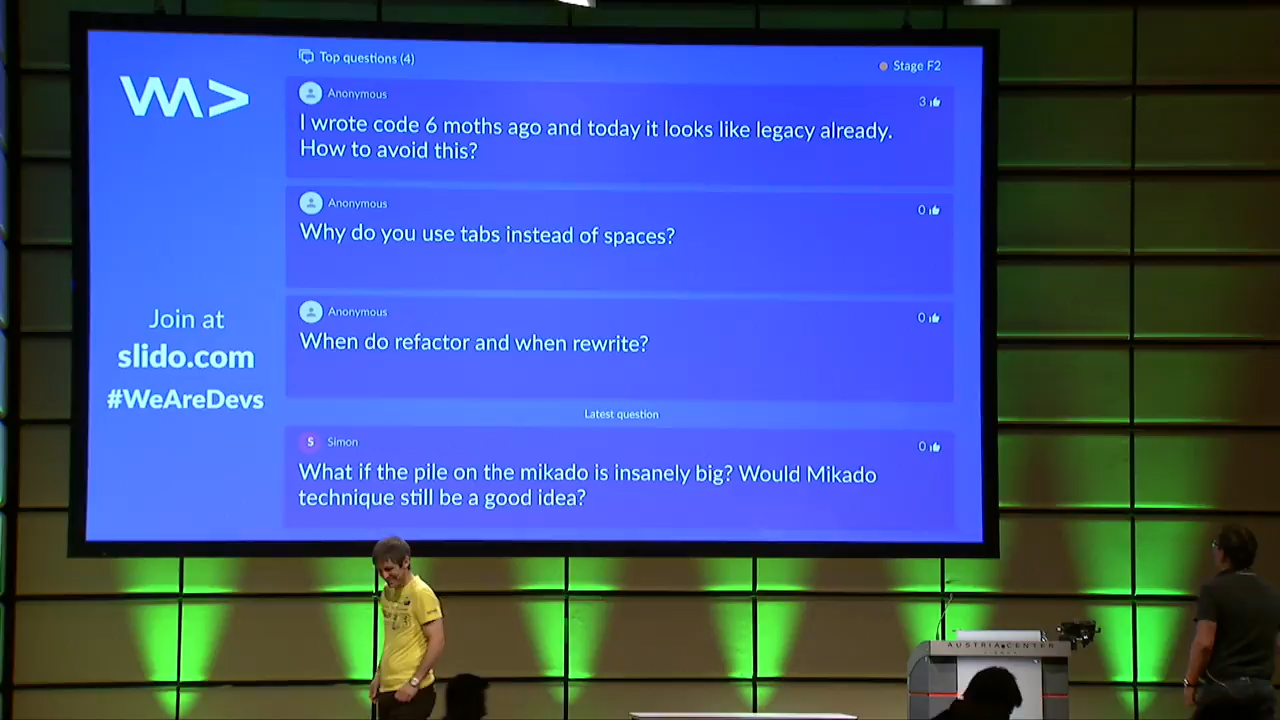 Top questions (4)
Stage F2
WA>
Anonymous
3
I wrote code 6 moths ago and today it looks like legacy already.
How to avoid this?
Anonymous
0
Why do you use tabs instead of spaces?
Anonymous
0
When do refactor and when rewrite?
Join at
slido.com
#WeAreDevs
Latest question
S Simon
0
What if the pile on the mikado is insanely big? Would Mikado
technique still be a good idea?
AUSTRIA CENTER